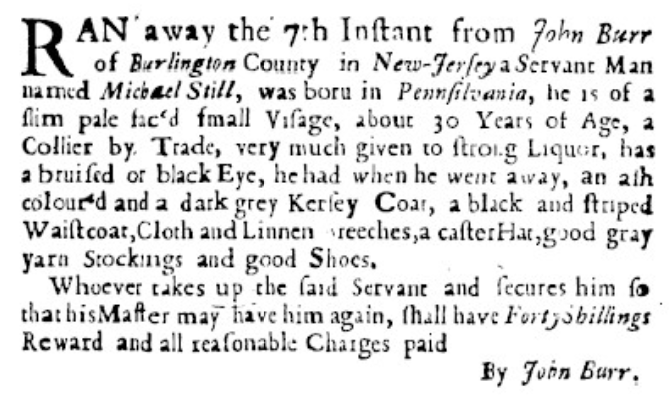 RAN away the 7th Inſtant from John Burr
of Burlington County in New-Jerſey a Servant Man
named Michael Still, was born in Pennſilvania, he is of a
ſlim pale fac'd ſmall Viſage, about 30 Years of Age, a
Collier by Trade, very much given to ſtrong Liquor, has
a bruiſed or black Eye, he had when he went away, an aſh
colour'd and a dark grey Kerſey Coat, a black and ſtriped
Waiſtcoat, Cloth and Linnen reeches, a caſter Hat, good gray
yarn Stockings and good Shoes.
Whoever takes up the ſaid Servant and ſecures him ſo
that his Maſter may have him again, ſhall have Forty Shillings
Reward and all reaſonable Charges paid
By John Burr.